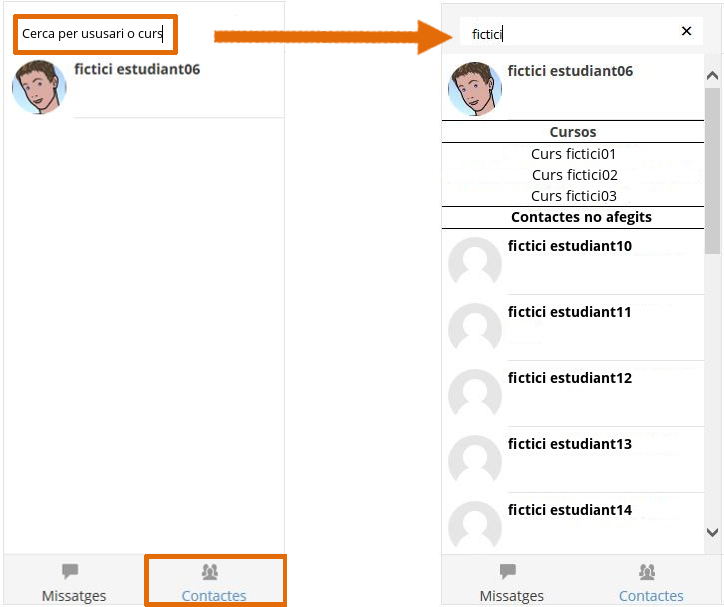 Cerca per ususari o curs
fictici estudiant06
Missatges
Contactes
fictici
fictici estudiant06
Cursos
Curs fictici01
Curs fictici02
Curs fictici03
Contactes no afegits
fictici estudiant10
fictici estudiant11
fictici estudiant12
fictici estudiant13
fictici estudiant14
Missatges
Contactes